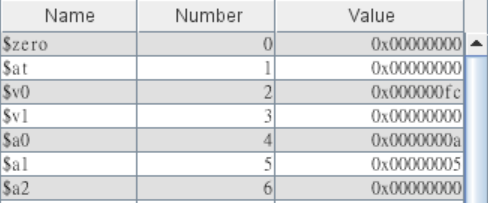 Name Number Value
$zero 0 0x00000000
$at 1 0x00000000
$v0 2 0x000000fc
$v1 3 0x00000000
$a0 4 0x0000000a
$a1 5 0x00000005
$a2 6 0x00000000